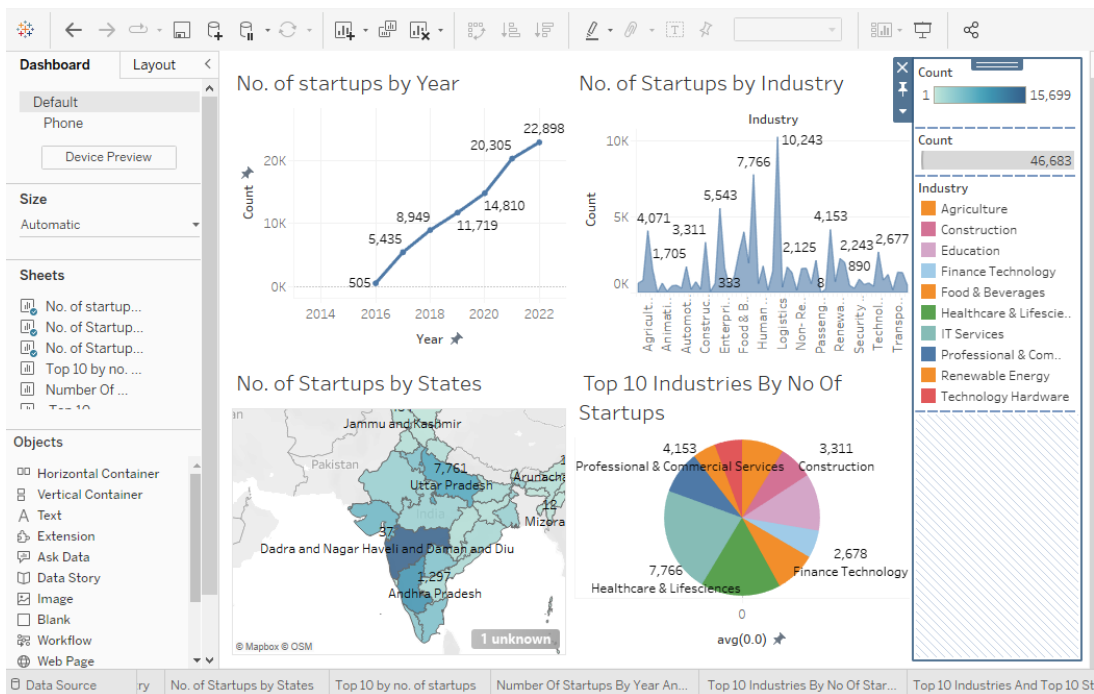 Dashboard
Layout
Default
Phone
Device Preview
Size
Automatic
Sheets
No. of startup...
No. of Startup...
No. of Startup...
Top 10 by no. ...
Number Of ...
Objects
Horizontal Container
Vertical Container
Text
Extension
Ask Data
Data Story
Image
Blank
Workflow
Web Page
No. of startups by Year
22,898
20,305
14,810
11,719
8,949
5,435
505
20K
10K
0K
Count
2014 2016 2018 2020 2022
Year
No. of Startups by Industry
Industry
10K
5K
0K
Count
10,243
7,766
5,543
4,071
3,311
1,705
333
2,125
4,153
8
2,243
890
2,677
Agricult..
Animati..
Automot..
Construc..
Enterpri..
Food & B..
Human ..
Logistics
Non- Re..
Passeng..
Renewa..
Security ..
Technol..
Transpo..
No. of Startups by States
Jammu and Kashmir
Pakistan
7,761
Uttar Pradesh
Arunacha
India
12
Mizora
37
Dadra and Nagar Haveli and Daman and Diu
1,297
Andhra Pradesh
© Mapbox © OSM
1 unknown
Top 10 Industries By No Of
Startups
4,153
Professional & Commercial Services
3,311
Construction
2,678
Finance Technology
7,766
Healthcare & Lifesciences
0
avg(0.0)
Count
1
15,699
Count
46,683
Industry
Agriculture
Construction
Education
Finance Technology
Food & Beverages
Healthcare & Lifescie..
IT Services
Professional & Com..
Renewable Energy
Technology Hardware
Data Source
ry
No. of Startups by States
Top 10 by no. of startups
Number Of Startups By Year An...
Top 10 Industries By No Of Star...
Top 10 Industries And Top 10 St